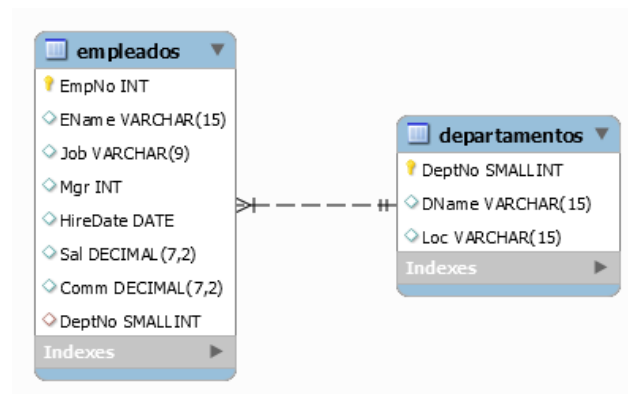 empleados
EmpNo INT
EName VARCHAR(15)
Job VARCHAR(9)
Mgr INT
HireDate DATE
Sal DECIMAL(7,2)
Comm DECIMAL(7,2)
DeptNo SMALLINT
Indexes
departamentos
DeptNo SMALLINT
DName VARCHAR(15)
Loc VARCHAR(15)
Indexes